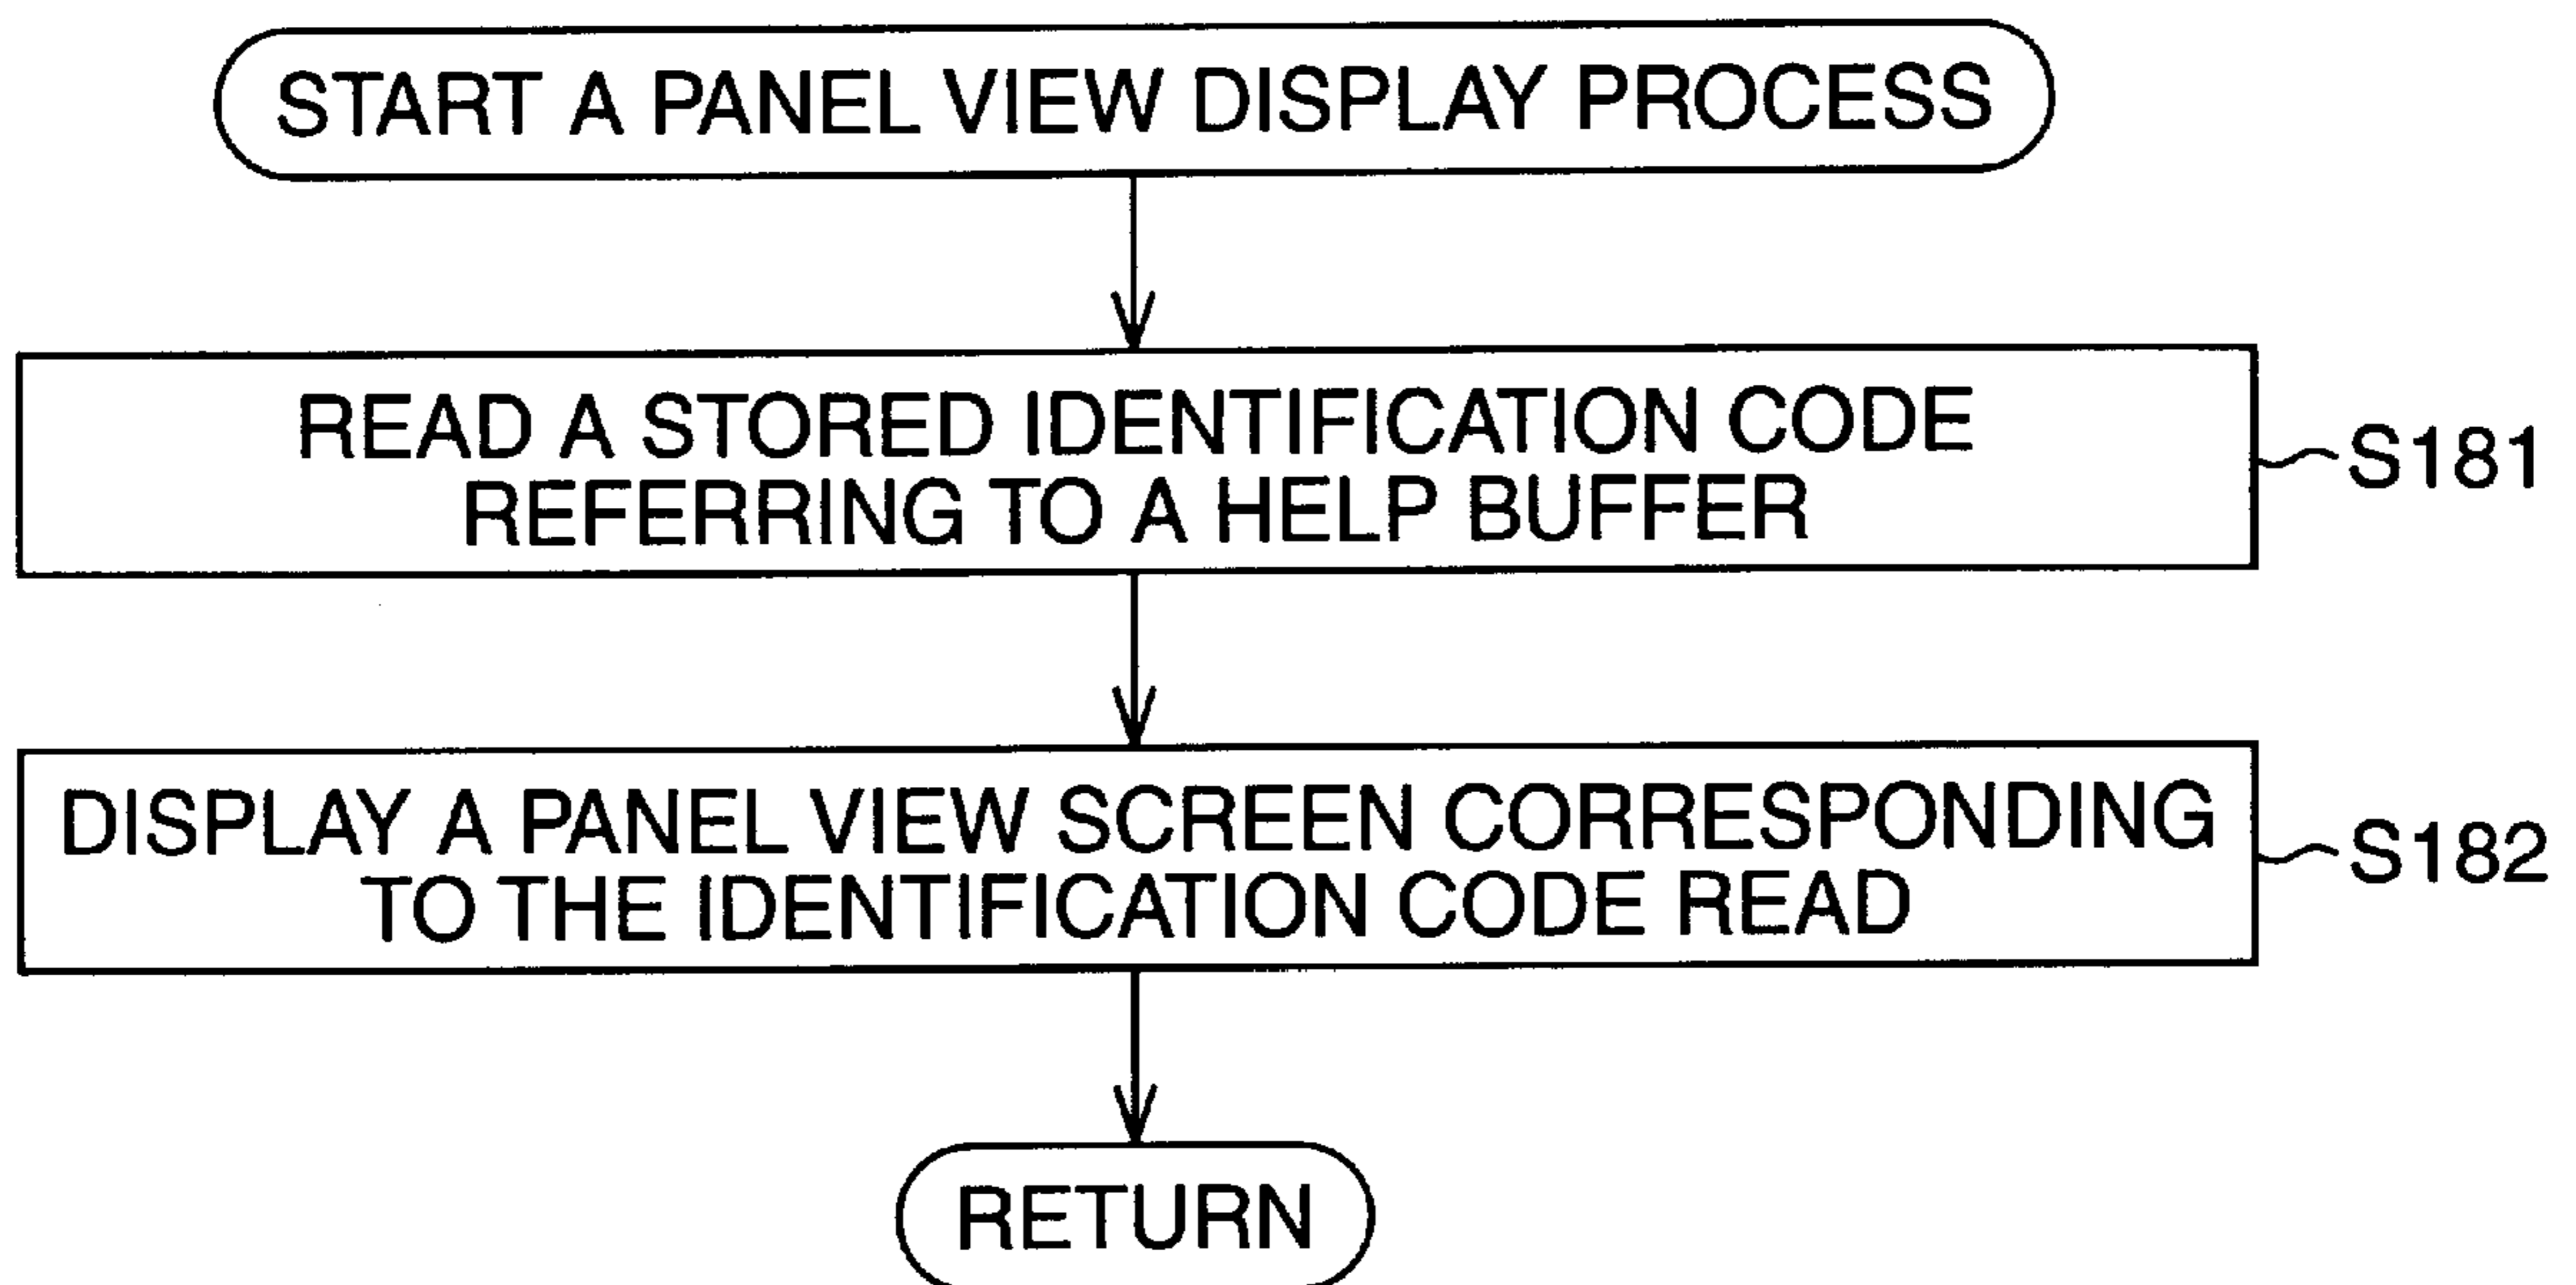 START A PANEL VIEW DISPLAY PROCESS
READ A STORED IDENTIFICATION CODE
REFERRING TO A HELP BUFFER
S181
DISPLAY A PANEL VIEW SCREEN CORRESPONDING
TO THE IDENTIFICATION CODE READ
S182
RETURN